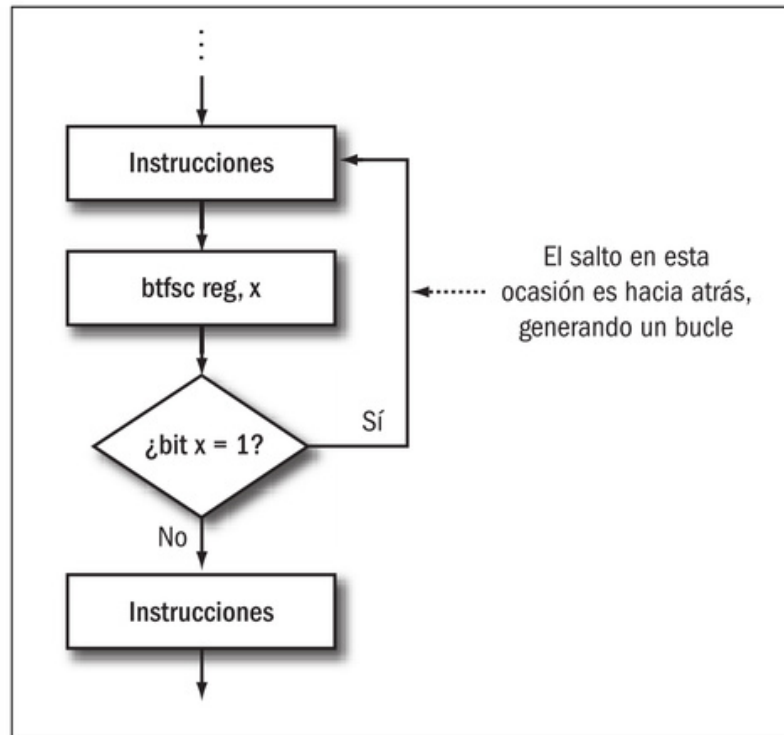 Instrucciones
btfsc reg, x
El salto en esta
ocasión es hacia atrás,
generando un bucle
¿bit x = 1?
Sí
No
Instrucciones